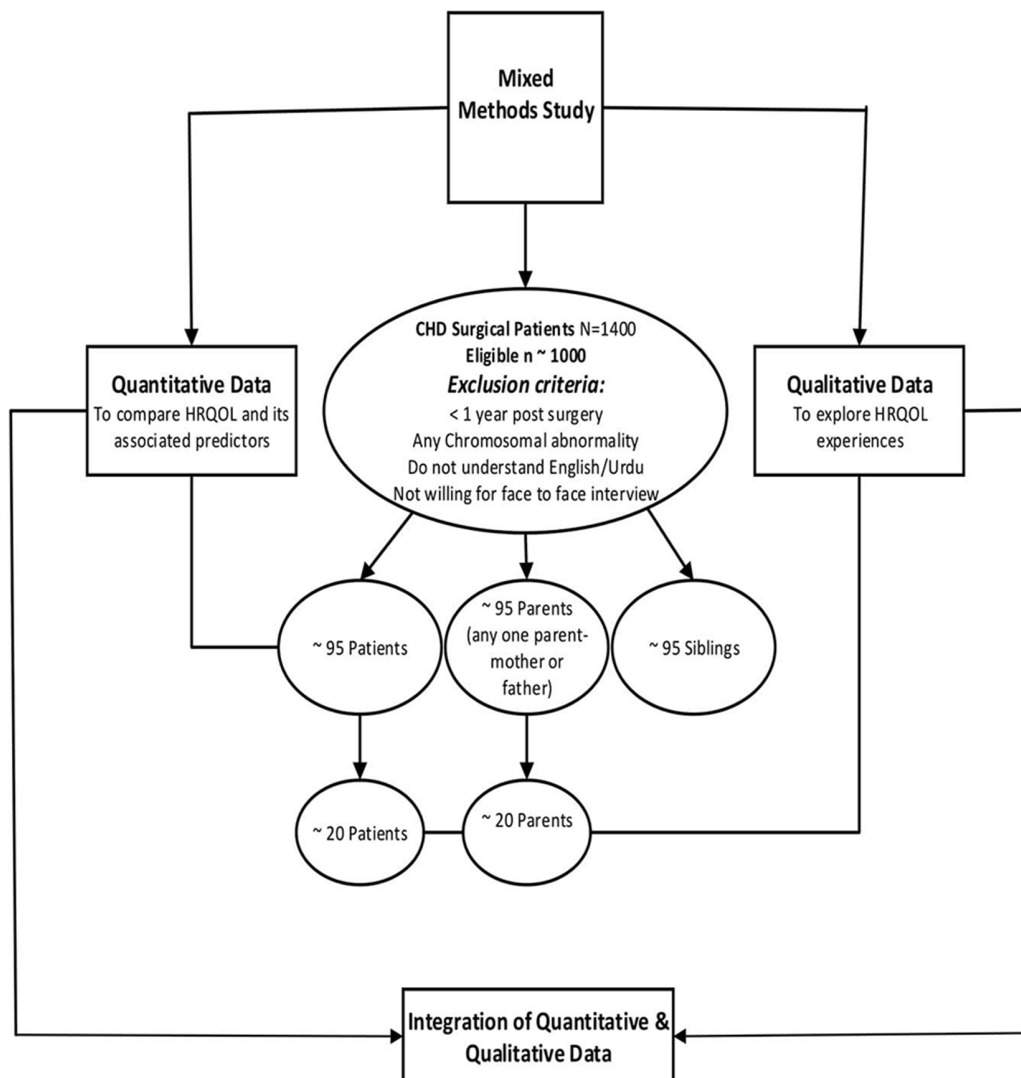 Mixed
Methods Study
CHD Surgical Patients N=1400
Eligible n ~ 1000
Exclusion criteria:
< 1 year post surgery
Any Chromosomal abnormality
Do not understand English/Urdu
Not willing for face to face interview
Quantitative Data
To compare HRQOL and its
associated predictors
Qualitative Data
To explore HRQOL
experiences
~ 95 Patients
~ 95 Parents
(any one parent-
mother or
father)
~ 95 Siblings
~ 20 Patients
~ 20 Parents
Integration of Quantitative &
Qualitative Data